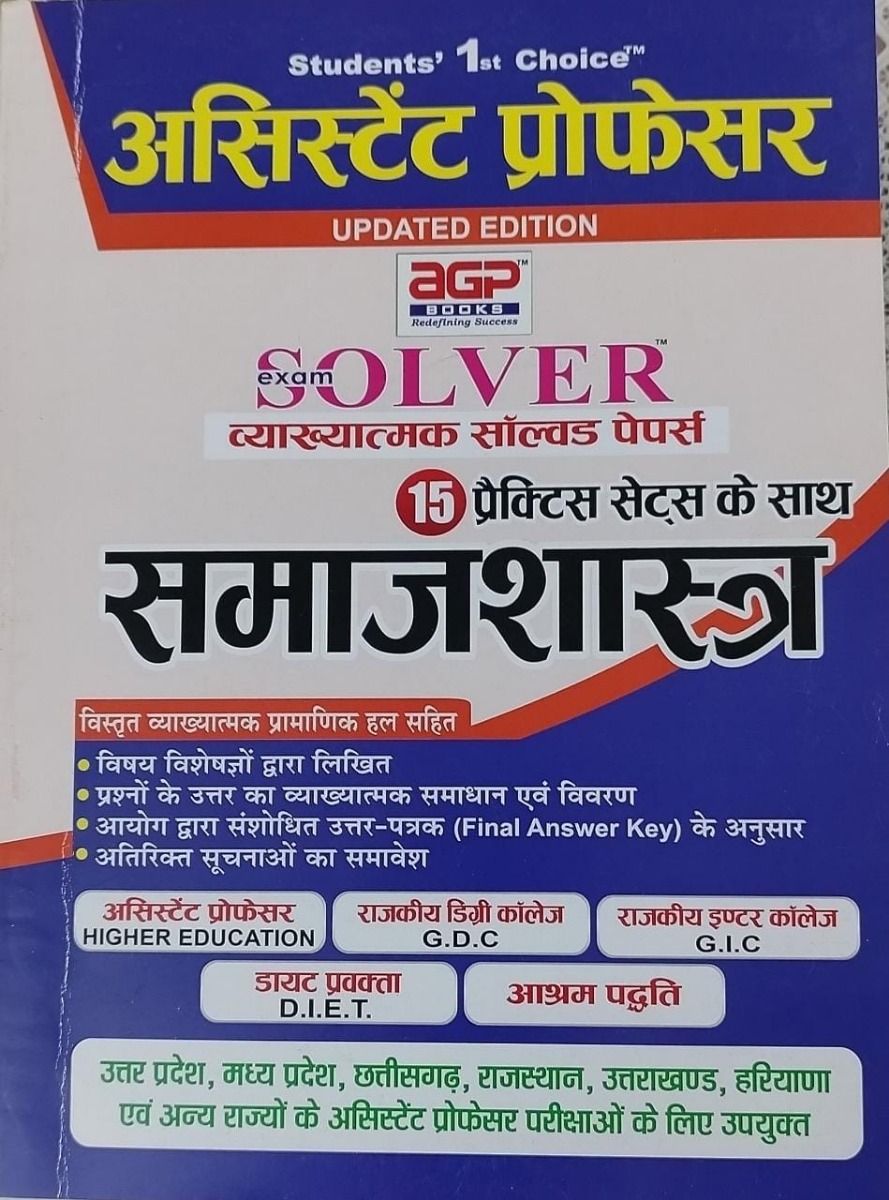 Students' 1st Choice™
असिस्टेंट प्रोफेसर
UPDATED EDITION
AGP™
BOOKS
Redefining Success
exam SOLVER™
व्याख्यात्मक सॉल्वड पेपर्स
15 प्रैक्टिस सेट्स के साथ
समाजशास्त्र
विस्तृत व्याख्यात्मक प्रामाणिक हल सहित
• विषय विशेषज्ञों द्वारा लिखित
• प्रश्नों के उत्तर का व्याख्यात्मक समाधान एवं विवरण
• आयोग द्वारा संशोधित उत्तर-पत्रक (Final Answer Key) के अनुसार
• अतिरिक्त सूचनाओं का समावेश
असिस्टेंट प्रोफेसर
HIGHER EDUCATION
राजकीय डिग्री कॉलेज
G.D.C
राजकीय इण्टर कॉलेज
G.I.C
डायट प्रवक्ता
D.I.E.T.
आश्रम पद्धति
उत्तर प्रदेश, मध्य प्रदेश, छत्तीसगढ़, राजस्थान, उत्तराखण्ड, हरियाणा
एवं अन्य राज्यों के असिस्टेंट प्रोफेसर परीक्षाओं के लिए उपयुक्त